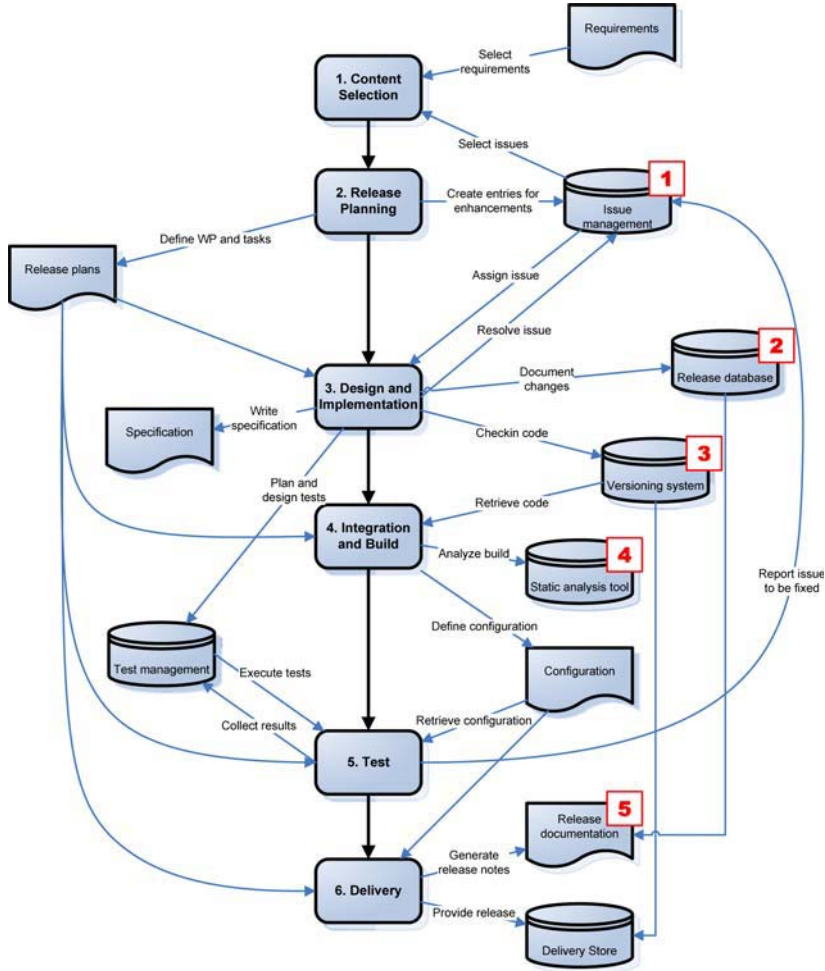 Requirements
Select
requirements
1. Content
Selection
Select issues
1
2. Release
Planning
Create entries for
enhancements
Issue
management
Define WP and tasks
Release plans
Assign issue
Resolve issue
2
Release database
3. Design and
Implementation
Document
changes
Write
specification
Specification
Checkin code
3
Versioning system
Plan and
design tests
Retrieve code
4. Integration
and Build
Analyze build
4
Static analysis tool
Report issue
to be fixed
Define configuration
Test management
Execute tests
Configuration
Collect results
Retrieve configuration
5. Test
5
Release
documentation
Generate
release notes
6. Delivery
Provide release
Delivery Store